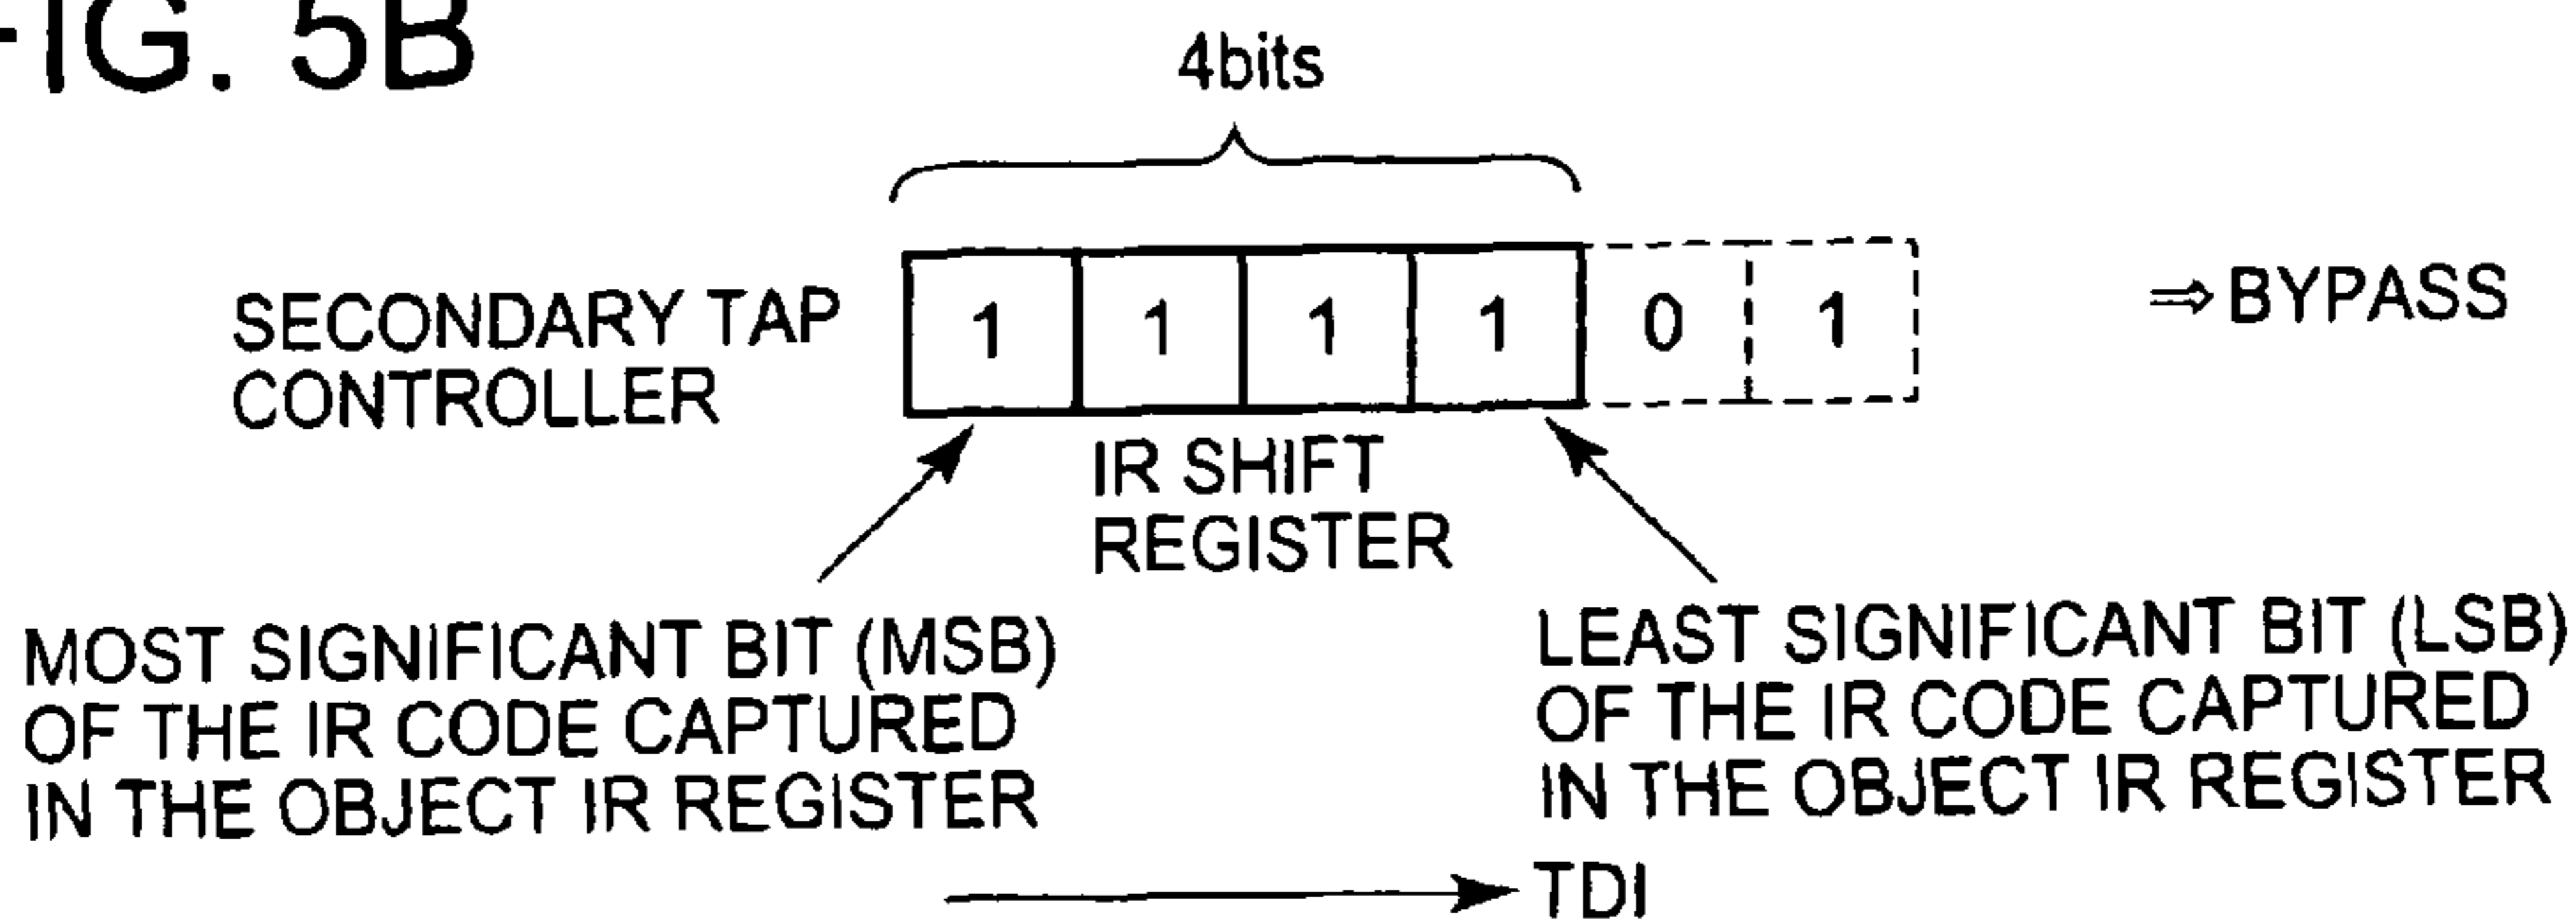 FIG. 5B
4bits
SECONDARY TAP
CONTROLLER
1 1 1 1 0 1
⇒BYPASS
IR SHIFT
REGISTER
MOST SIGNIFICANT BIT (MSB)
OF THE IR CODE CAPTURED
IN THE OBJECT IR REGISTER
LEAST SIGNIFICANT BIT (LSB)
OF THE IR CODE CAPTURED
IN THE OBJECT IR REGISTER
TDI